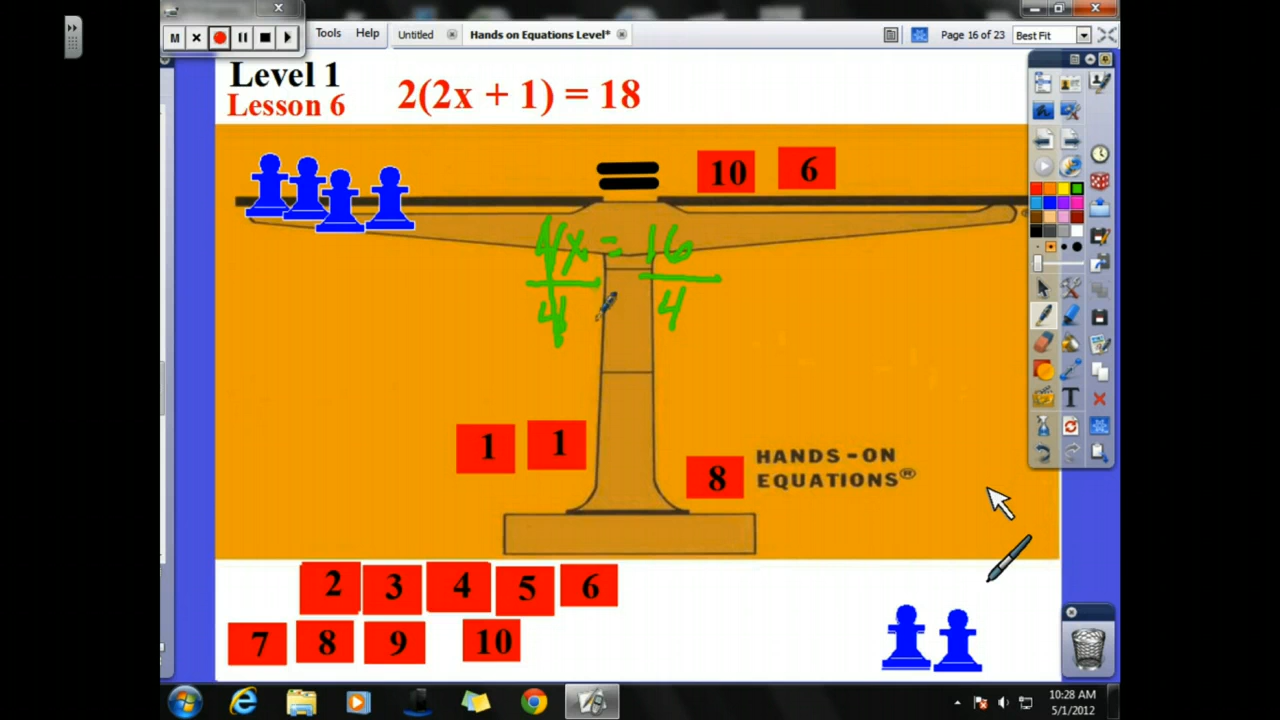 M
Tools Help Untitled Hands on Equations Level* Page 16 of 23 Best Fit
Level 1
Lesson 6
2(2x + 1) = 18
10 6
4x = 16
4 4
1 1
8
HANDS-ON
EQUATIONS®
2 3 4 5 6
7 8 9 10
T
10:28 AM
5/1/2012